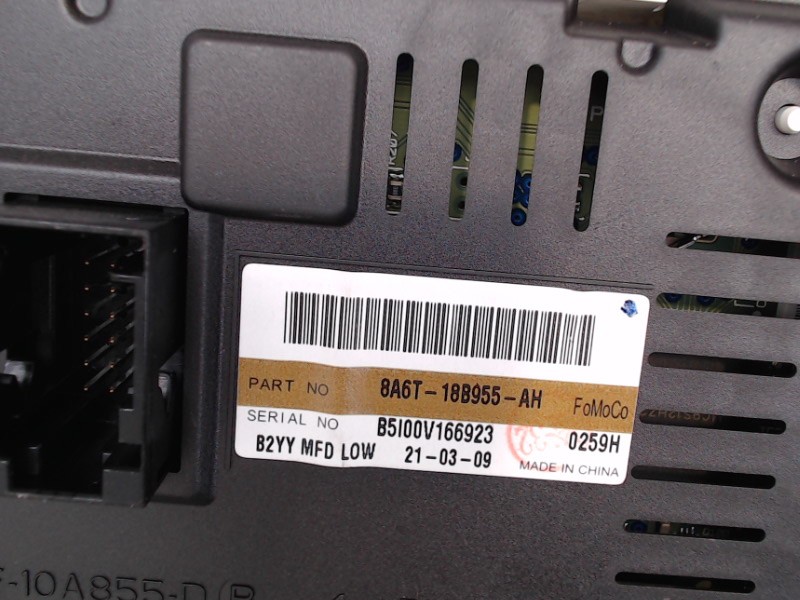 PART NO 8A6T-18B955-AH FoMoCo
SERIAL NO B5I00V166923 0259H
B2YY MFD LOW 21-03-09 MADE IN CHINA
-10A855-D